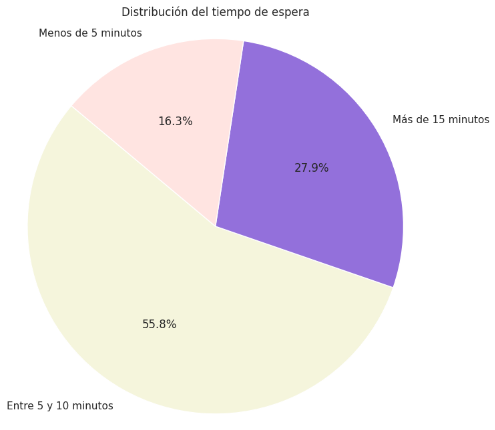 Distribución del tiempo de espera
Menos de 5 minutos
Más de 15 minutos
16.3%
27.9%
55.8%
Entre 5 y 10 minutos